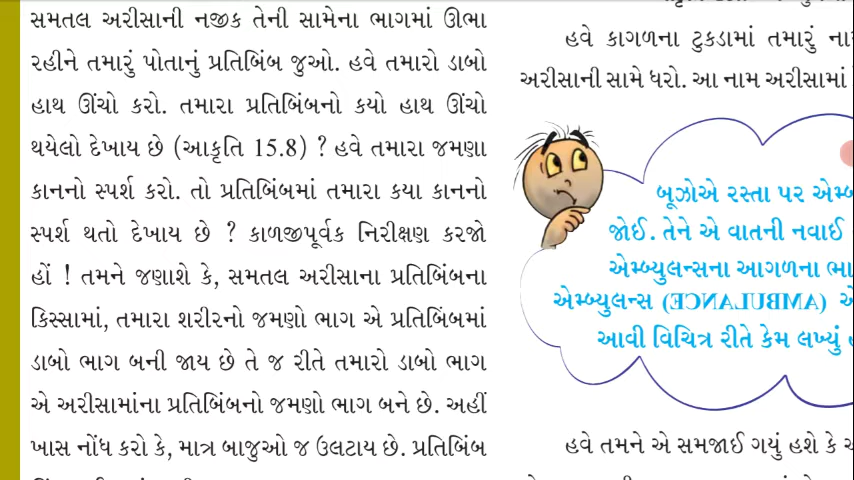 સમતલ અરીસાની નજીક તેની સામેના ભાગમાં ઊભા
રહીને તમારું પોતાનું પ્રતિબિંબ જુઓ. હવે તમારો ડાબો
હાથ ઊંચો કરો. તમારા પ્રતિબિંબનો કયો હાથ ઊંચો
થયેલો દેખાય છે (આકૃતિ 15.8) ? હવે તમારા જમણા
કાનનો સ્પર્શ કરો. તો પ્રતિબિંબમાં તમારા કયા કાનનો
સ્પર્શ થતો દેખાય છે ? કાળજીપૂર્વક નિરીક્ષણ કરજો
હોં ! તમને જણાશે કે, સમતલ અરીસાના પ્રતિબિંબના
કિસ્સામાં, તમારા શરીરનો જમણો ભાગ એ પ્રતિબિંબમાં
ડાબો ભાગ બની જાય છે તે જ રીતે તમારો ડાબો ભાગ
એ અરીસામાંના પ્રતિબિંબનો જમણો ભાગ બને છે. અહીં
ખાસ નોંધ કરો કે, માત્ર બાજુઓ જ ઉલટાય છે. પ્રતિબિંબ
હવે કાગળના ટુકડામાં તમારું
અરીસાની સામે ધરો. આ નામ અરીસામાં
બૂઝોએ રસ્તા પર
જોઈ. તેને એ વાતની નવાઈ
એમ્બ્યુલન્સના આગળના
એમ્બ્યુલન્સ (AMBULANCE)
આવી વિચિત્ર રીતે કેમ લખ્યું
હવે તમને એ સમજાઈ ગયું હશે કે